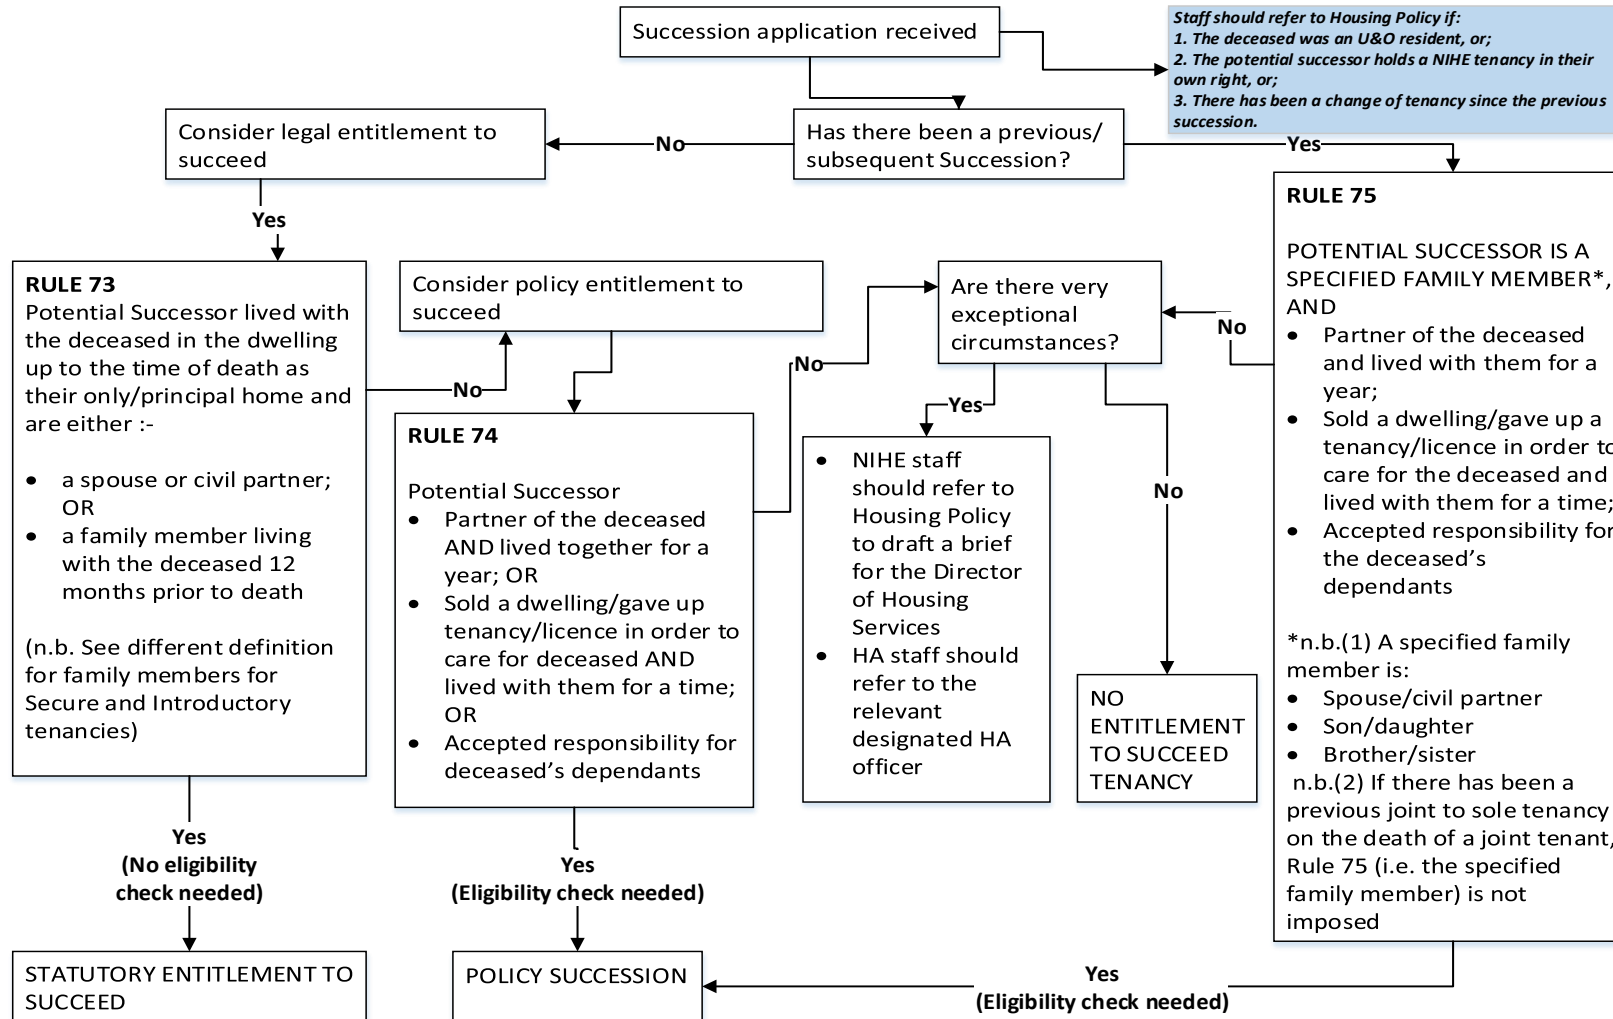 Succession application received
Staff should refer to Housing Policy if:
1. The deceased was an U&O resident, or;
2. The potential successor holds a NIHE tenancy in their
own right, or;
3. There has been a change of tenancy since the previous
succession.
Consider legal entitlement to
succeed
No
Has there been a previous/
subsequent Succession?
Yes
Yes
RULE 73
Potential Successor lived with
the deceased in the dwelling
up to the time of death as
their only/principal home and
are either :-
• a spouse or civil partner;
OR
• a family member living
with the deceased 12
months prior to death
(n.b. See different definition
for family members for
Secure and Introductory
tenancies)
No
Consider policy entitlement to
succeed
RULE 74
Potential Successor
• Partner of the deceased
AND lived together for a
year; OR
• Sold a dwelling/gave up
tenancy/licence in order to
care for deceased AND
lived with them for a time;
OR
• Accepted responsibility for
deceased’s dependants
No
Are there very
exceptional
circumstances?
No
Yes
• NIHE staff
should refer to
Housing Policy
to draft a brief
for the Director
of Housing
Services
• HA staff should
refer to the
relevant
designated HA
officer
No
NO
ENTITLEMENT
TO SUCCEED
TENANCY
RULE 75
POTENTIAL SUCCESSOR IS A
SPECIFIED FAMILY MEMBER*,
AND
• Partner of the deceased
and lived with them for a
year;
• Sold a dwelling/gave up a
tenancy/licence in order to
care for the deceased and
lived with them for a time;
• Accepted responsibility for
the deceased’s
dependants
*n.b.(1) A specified family
member is:
• Spouse/civil partner
• Son/daughter
• Brother/sister
n.b.(2) If there has been a
previous joint to sole tenancy
on the death of a joint tenant,
Rule 75 (i.e. the specified
family member) is not
imposed
Yes
(No eligibility
check needed)
Yes
(Eligibility check needed)
STATUTORY ENTITLEMENT TO
SUCCEED
POLICY SUCCESSION
Yes
(Eligibility check needed)